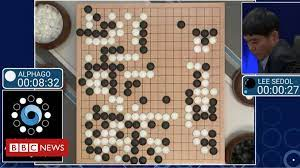 ALPHAGO
00:08:32
LEE SEDOL
00:00:27
BBC NEWS